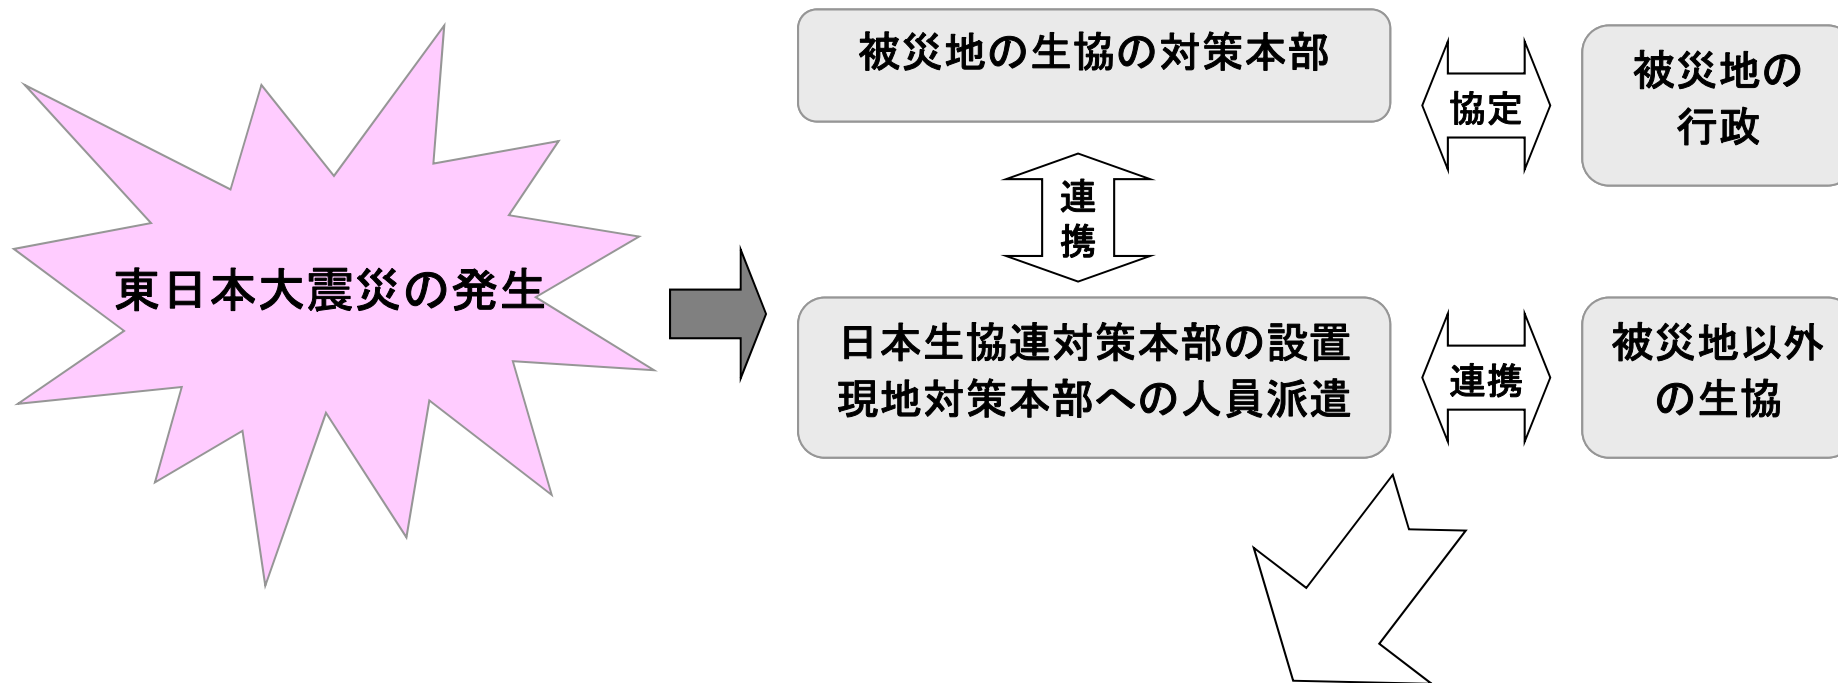 東日本大震災の発生
被災地の生協の対策本部
協定
被災地の
行政
連
携
日本生協連対策本部の設置
現地対策本部への人員派遣
連携
被災地以外
の生協